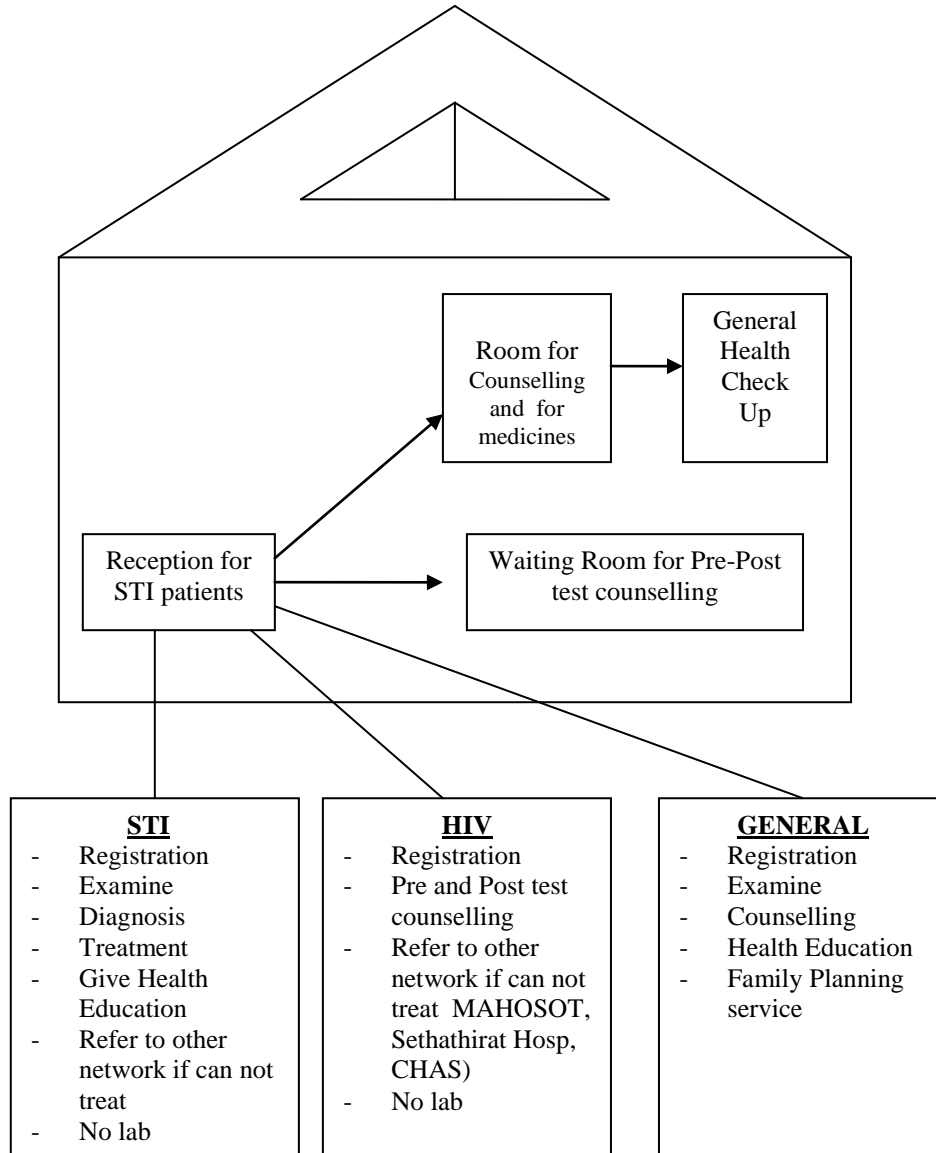 Room for
Counselling
and for
medicines
General
Health
Check
Up
Reception for
STI patients
Waiting Room for Pre-Post
test counselling
STI
- Registration
- Examine
- Diagnosis
- Treatment
- Give Health
Education
- Refer to other
network if can not
treat
- No lab
HIV
- Registration
- Pre and Post test
counselling
- Refer to other
network if can not
treat MAHOSOT,
Sethathirat Hosp,
CHAS)
- No lab
GENERAL
- Registration
- Examine
- Counselling
- Health Education
- Family Planning
service